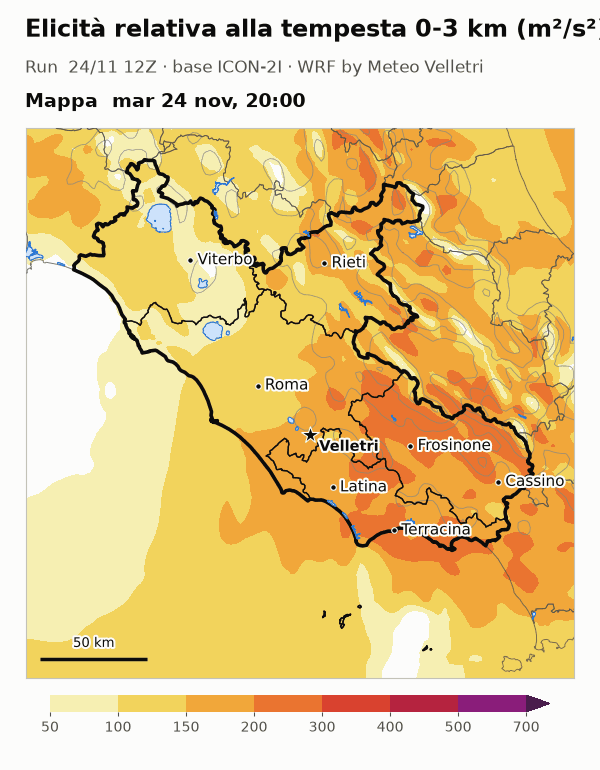 Elicità relativa alla tempesta 0-3 km (m²/s²)
Run  24/11 12Z · base ICON-2I · WRF by Meteo Velletri
Mappa  mar 24 nov, 20:00
Viterbo
Rieti
Roma
Velletri
Frosinone
Latina
Cassino
Terracina
50 km
50 100 150 200 300 400 500 700